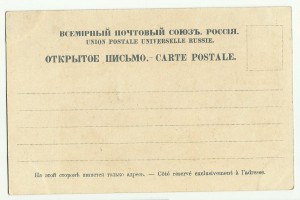 ВСЕМІРНЫЙ ПОЧТОВЫЙ СОЮЗЪ. РОССІЯ.
UNION POSTALE UNIVERSELLE RUSSIE.
ОТКРЫТОЕ ПИСЬМО.—CARTE POSTALE.
На этой сторонѣ пишется только адресъ. — Côté réservé exclusivement à l'adresse.